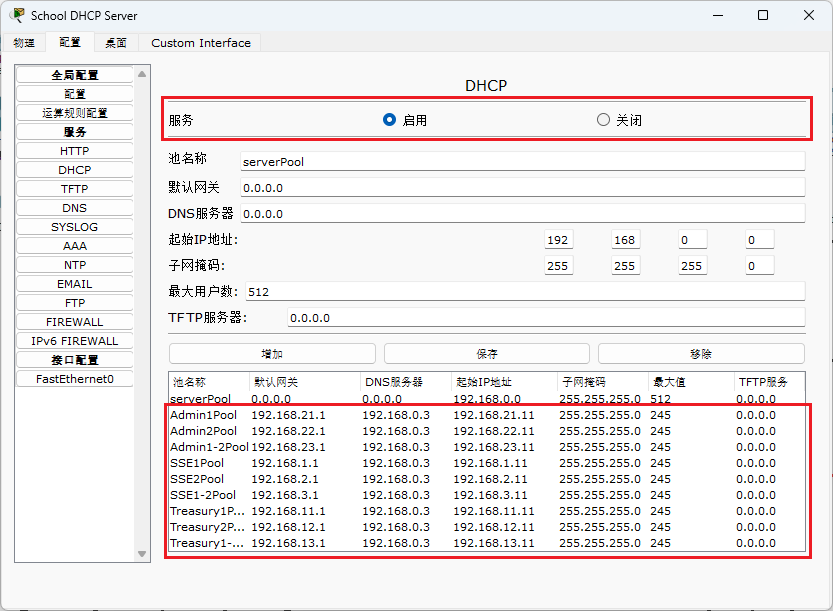 School DHCP Server
物理 配置 桌面 Custom Interface
全局配置
配置
运算规则配置
服务
HTTP
DHCP
TFTP
DNS
SYSLOG
AAA
NTP
EMAIL
FTP
FIREWALL
IPv6 FIREWALL
接口配置
FastEthernet0
DHCP
服务 启用 关闭
池名称 serverPool
默认网关 0.0.0.0
DNS服务器 0.0.0.0
起始IP地址: 192 168 0 0
子网掩码: 255 255 255 0
最大用户数: 512
TFTP服务器: 0.0.0.0
增加 保存 移除
池名称 默认网关 DNS服务器 起始IP地址 子网掩码 最大值 TFTP服务
serverPool 0.0.0.0 0.0.0.0 192.168.0.0 255.255.255.0 512 0.0.0.0
Admin1Pool 192.168.21.1 192.168.0.3 192.168.21.11 255.255.255.0 245 0.0.0.0
Admin2Pool 192.168.22.1 192.168.0.3 192.168.22.11 255.255.255.0 245 0.0.0.0
Admin1-2Pool 192.168.23.1 192.168.0.3 192.168.23.11 255.255.255.0 245 0.0.0.0
SSE1Pool 192.168.1.1 192.168.0.3 192.168.1.11 255.255.255.0 245 0.0.0.0
SSE2Pool 192.168.2.1 192.168.0.3 192.168.2.11 255.255.255.0 245 0.0.0.0
SSE1-2Pool 192.168.3.1 192.168.0.3 192.168.3.11 255.255.255.0 245 0.0.0.0
Treasury1P... 192.168.11.1 192.168.0.3 192.168.11.11 255.255.255.0 245 0.0.0.0
Treasury2P... 192.168.12.1 192.168.0.3 192.168.12.11 255.255.255.0 245 0.0.0.0
Treasury1-... 192.168.13.1 192.168.0.3 192.168.13.11 255.255.255.0 245 0.0.0.0